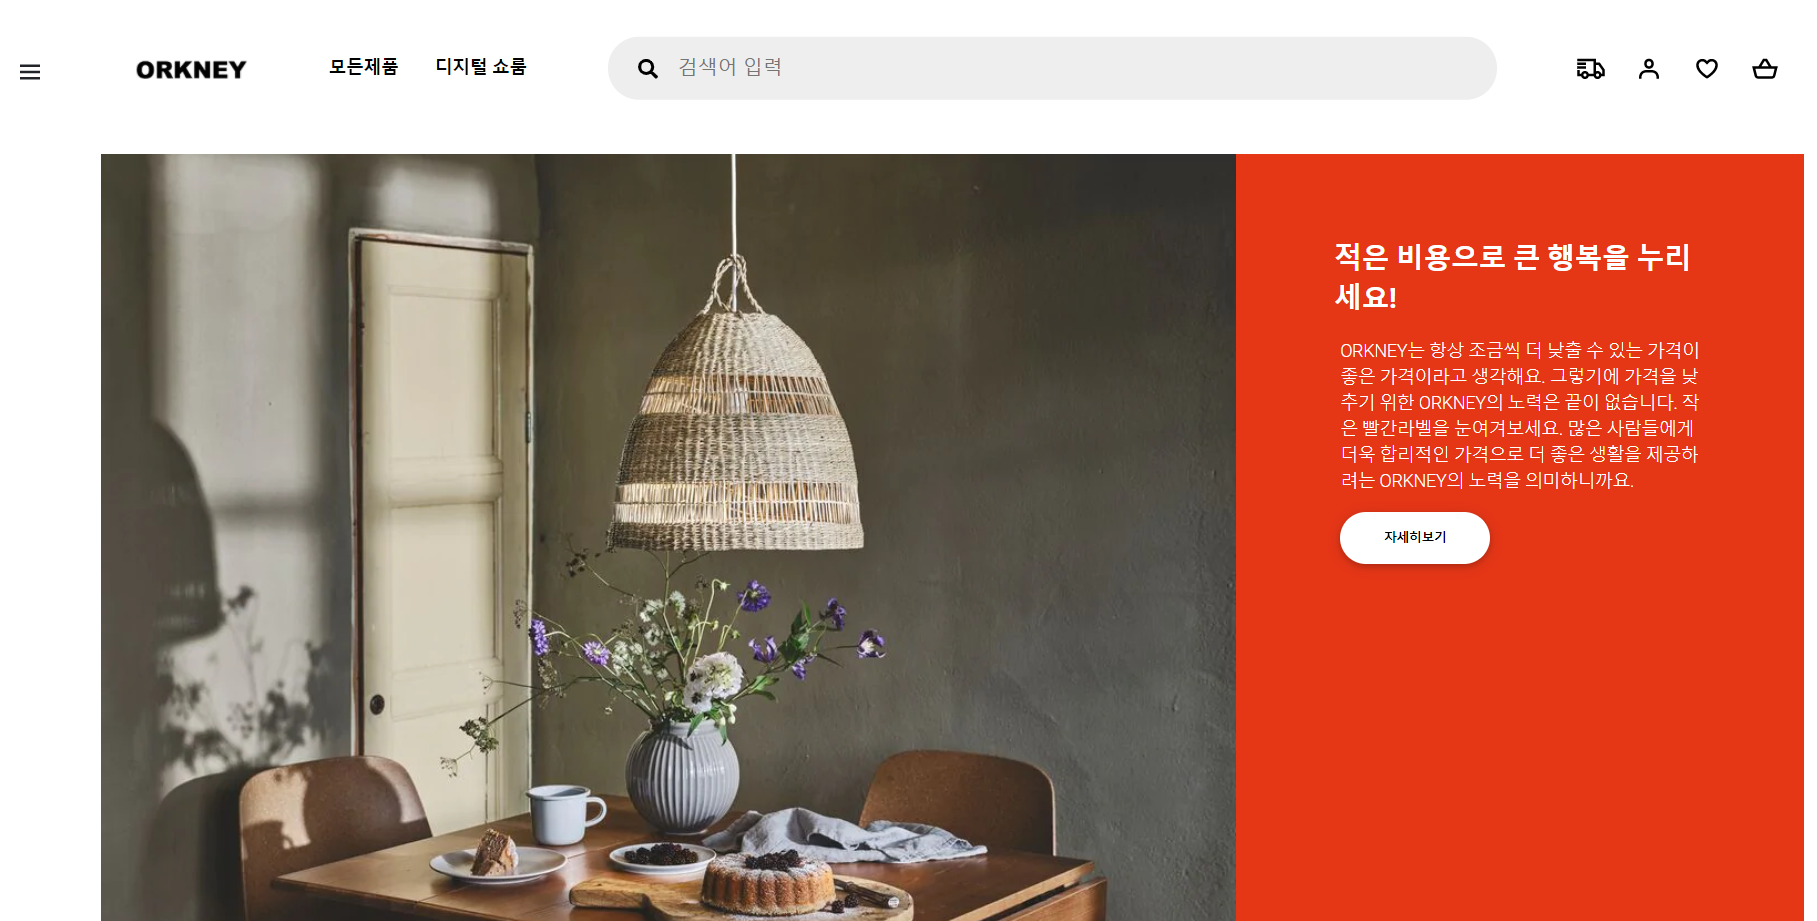 ORKNEY
모든제품
디지털 쇼룸
검색어 입력
적은 비용으로 큰 행복을 누리
세요!
ORKNEY는 항상 조금씩 더 낮출 수 있는 가격이
좋은 가격이라고 생각해요. 그렇기에 가격을 낮
추기 위한 ORKNEY의 노력은 끝이 없습니다. 작
은 빨간라벨을 눈여겨보세요. 많은 사람들에게
더욱 합리적인 가격으로 더 좋은 생활을 제공하
려는 ORKNEY의 노력을 의미하니까요.
자세히보기